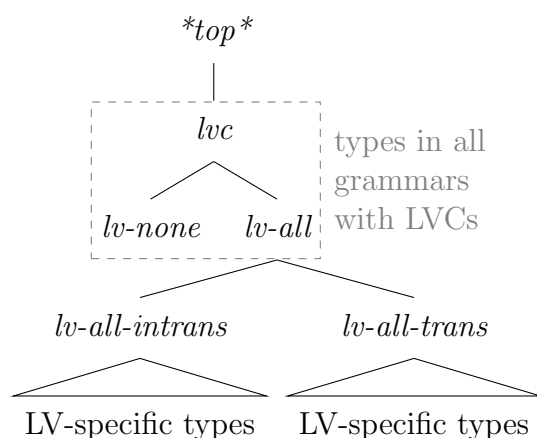 *top*
lvc
types in all
grammars
with LVCs
lv-none lv-all
lv-all-intrans lv-all-trans
LV-specific types LV-specific types